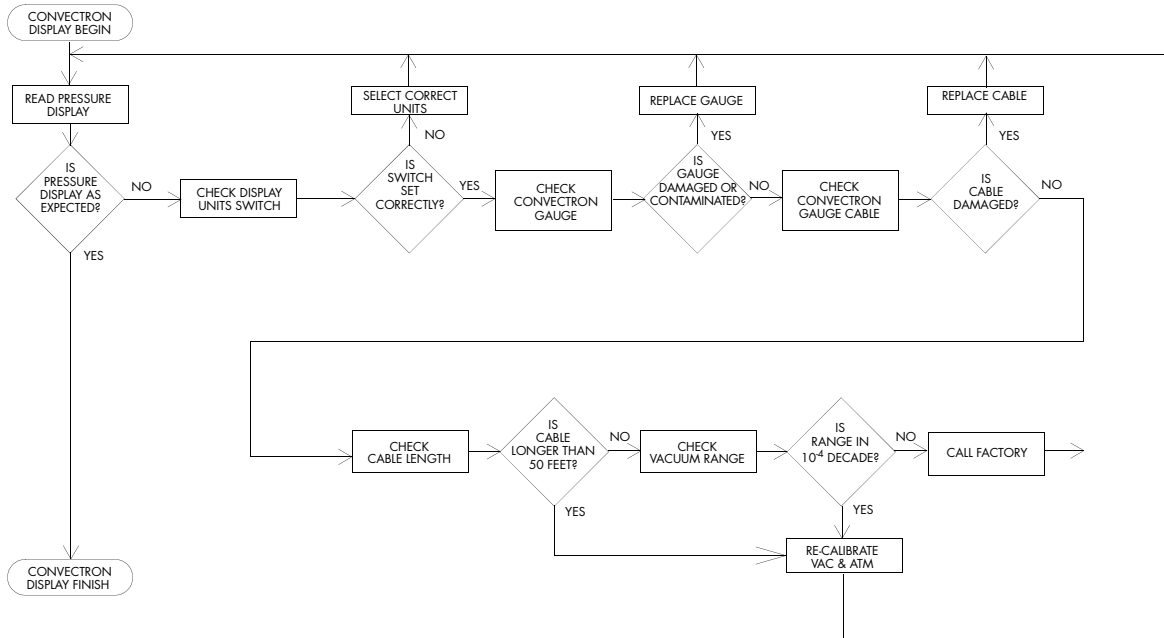 CONVECTRON
DISPLAY BEGIN
READ PRESSURE
DISPLAY
SELECT CORRECT
UNITS
REPLACE GAUGE
REPLACE CABLE
NO
YES
YES
IS
PRESSURE
DISPLAY AS
EXPECTED?
NO
CHECK DISPLAY
UNITS SWITCH
IS
SWITCH
SET
CORRECTLY?
YES
CHECK
CONVECTRON
GAUGE
IS
GAUGE
DAMAGED OR
CONTAMINATED?
NO
CHECK
CONVECTRON
GAUGE CABLE
IS
CABLE
DAMAGED?
NO
YES
CHECK
CABLE LENGTH
IS
CABLE
LONGER THAN
50 FEET?
NO
CHECK
VACUUM RANGE
IS
RANGE IN
10-4 DECADE?
NO
CALL FACTORY
YES
YES
RE-CALIBRATE
VAC & ATM
CONVECTRON
DISPLAY FINISH